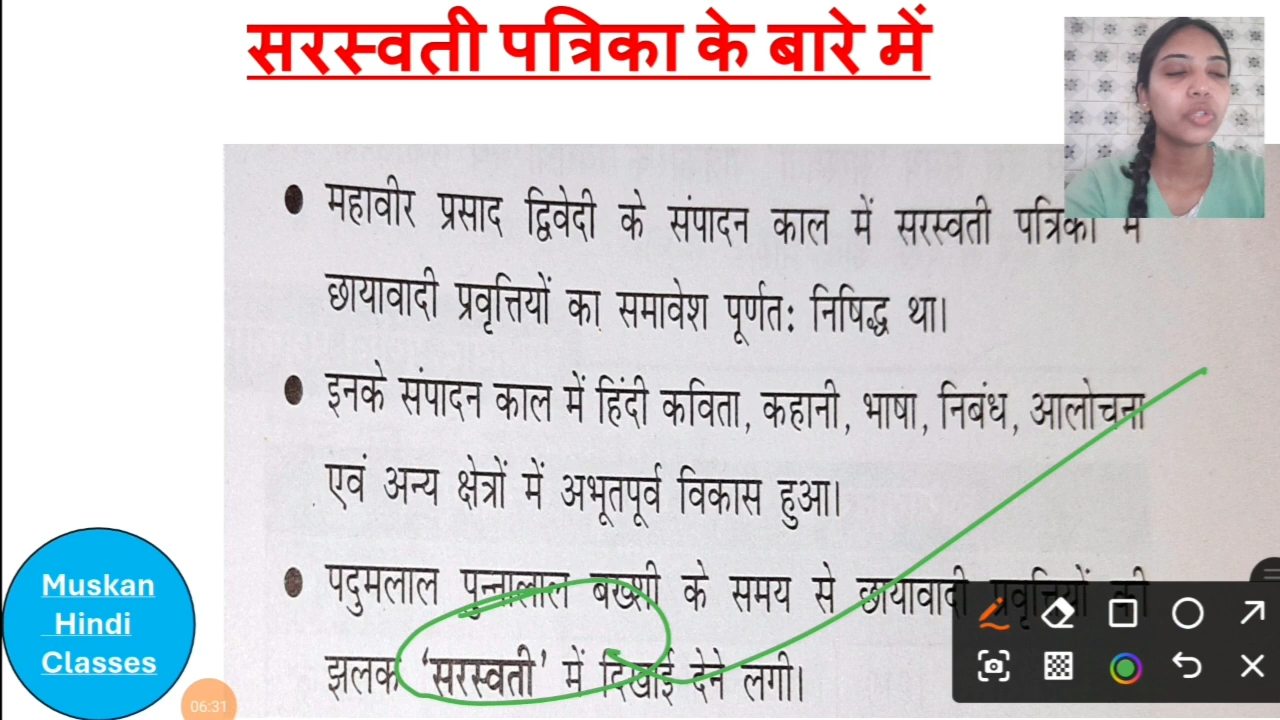 सरस्वती पत्रिका के बारे में
महावीर प्रसाद द्विवेदी के संपादन काल में सरस्वती पत्रिका में
छायावादी प्रवृत्तियों का समावेश पूर्णत: निषिद्ध था।
इनके संपादन काल में हिंदी कविता, कहानी, भाषा, निबंध, आलोचना
एवं अन्य क्षेत्रों में अभूतपूर्व विकास हुआ।
पदुमलाल पुन्नालाल बख्शी के समय से छायावादी प्रवृत्तियों की
झलक 'सरस्वती' में दिखाई देने लगी।
Muskan
Hindi
Classes
06:31